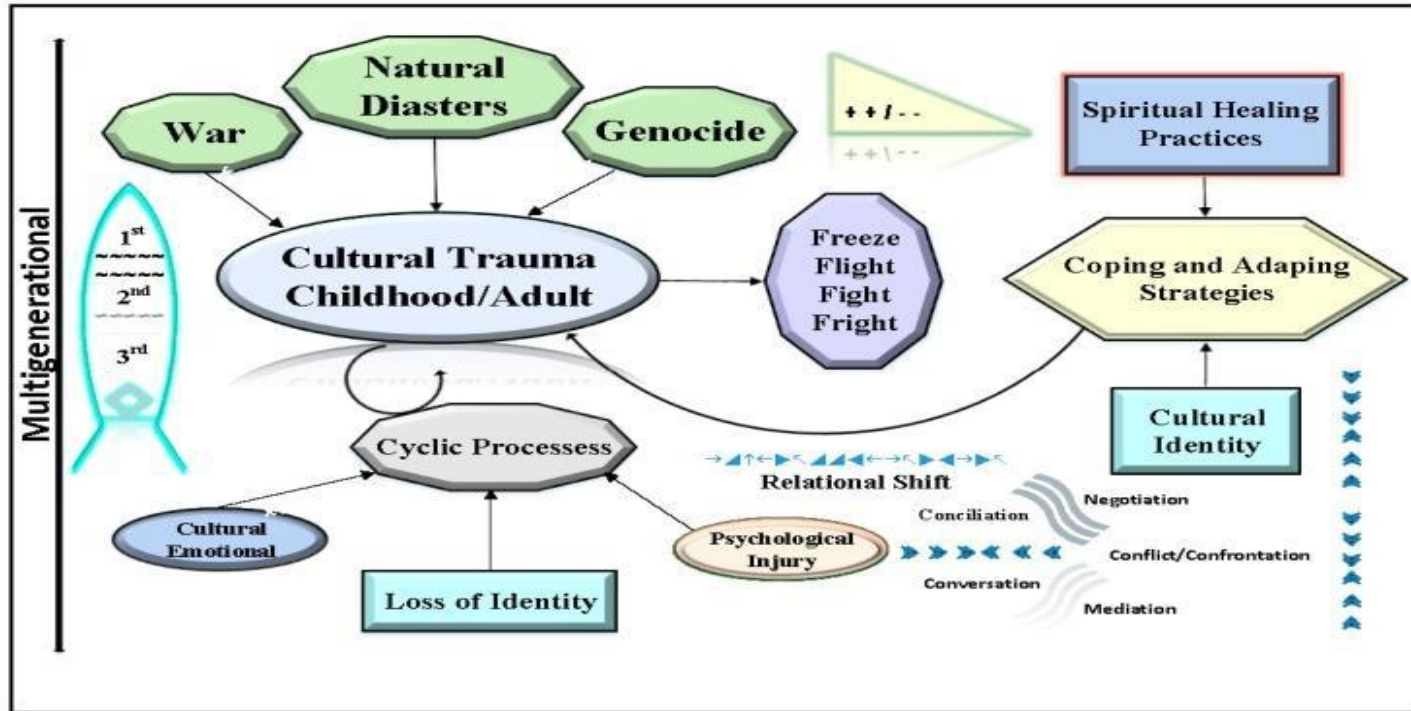 Multigenerational
Natural
Diasters
War
Genocide
+ + / - -
+ + \ - -
Spiritual Healing
Practices
1st
2nd
3rd
Cultural Trauma
Childhood/Adult
Freeze
Flight
Fight
Fright
Coping and Adaping
Strategies
Cultural
Identity
Cyclic Processess
Relational Shift
Cultural
Emotional
Loss of Identity
Psychological
Injury
Negotiation
Conciliation
Conflict/Confrontation
Conversation
Mediation